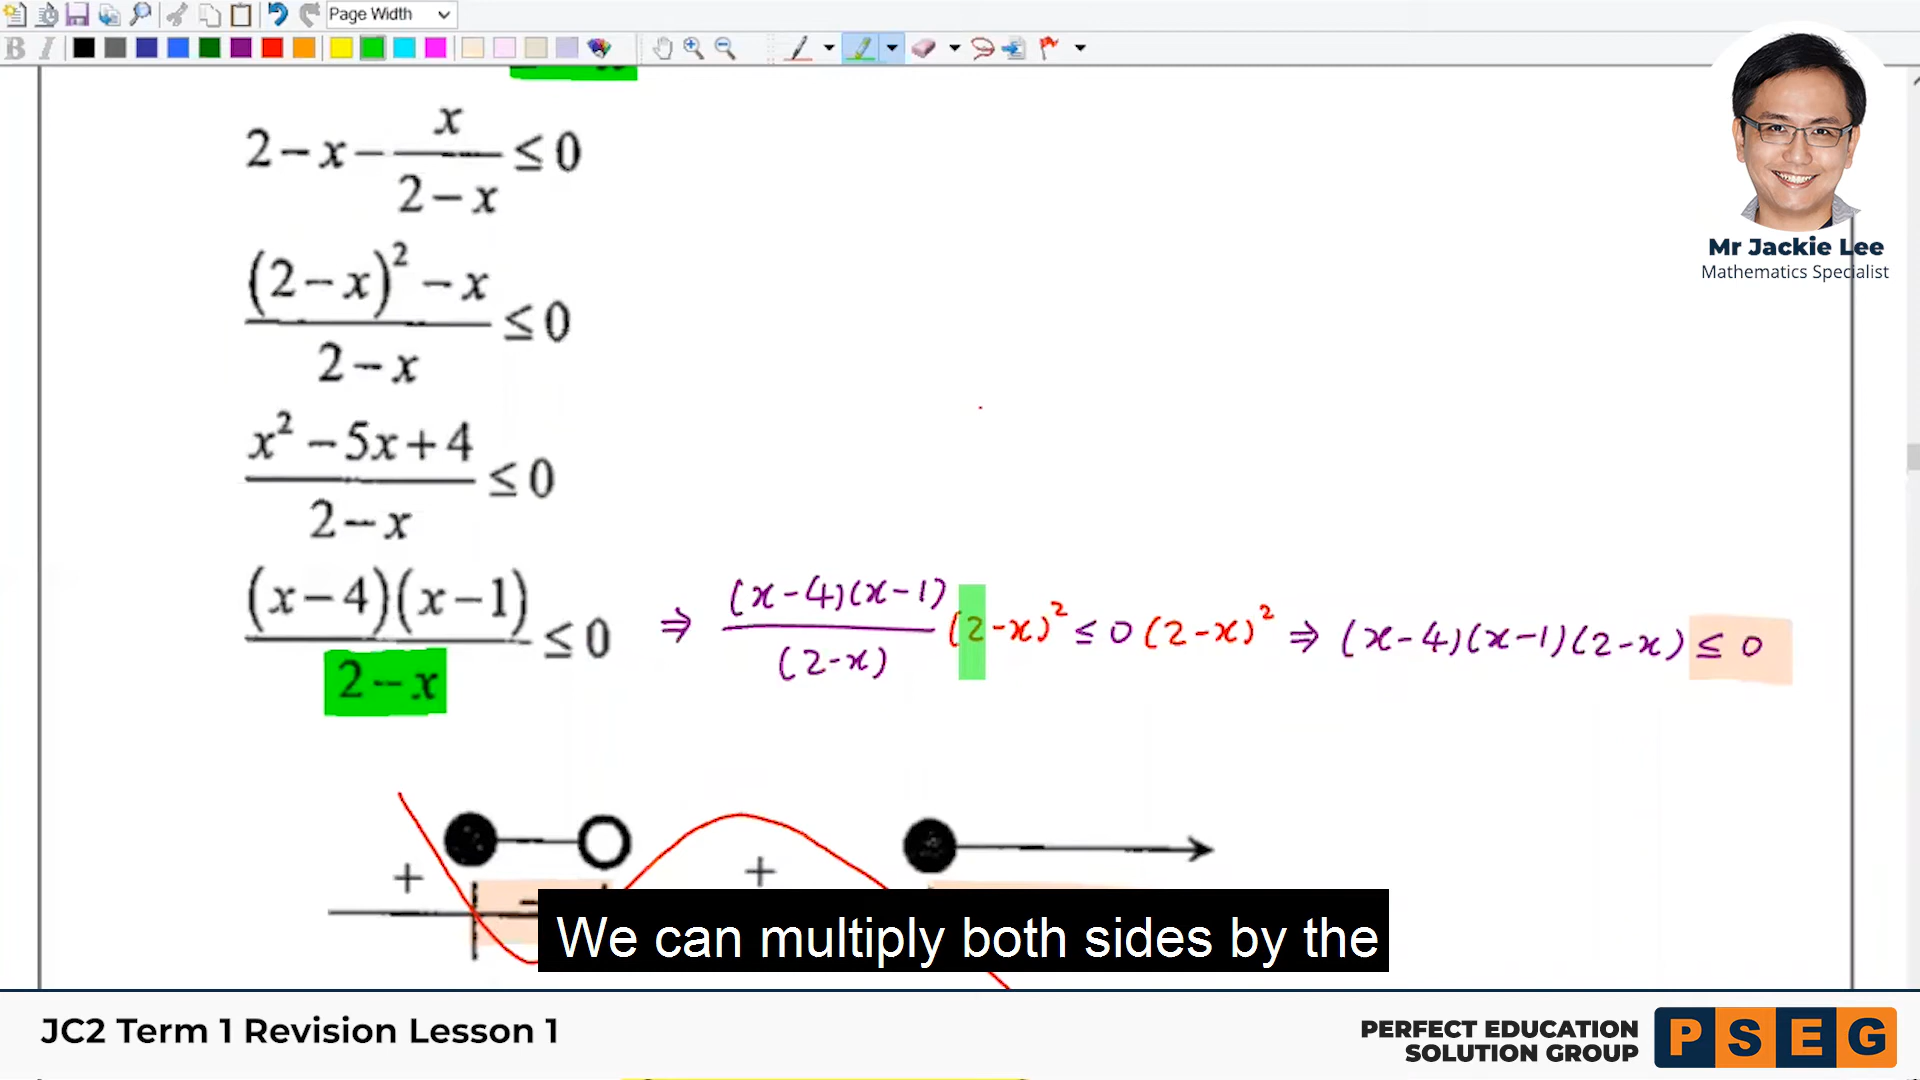 Page Width
B I
2 − x − x/(2 − x) ≤ 0
((2 − x)² − x)/(2 − x) ≤ 0
(x² − 5x + 4)/(2 − x) ≤ 0
((x − 4)(x − 1))/(2 − x) ≤ 0 ⇒ ((x − 4)(x − 1))/((2 − x)) (2 − x)² ≤ 0 (2 − x)² ⇒ (x − 4)(x − 1)(2 − x) ≤ 0
+ − +
We can multiply both sides by the
Mr Jackie Lee
Mathematics Specialist
JC2 Term 1 Revision Lesson 1
PERFECT EDUCATION
SOLUTION GROUP
PSEG